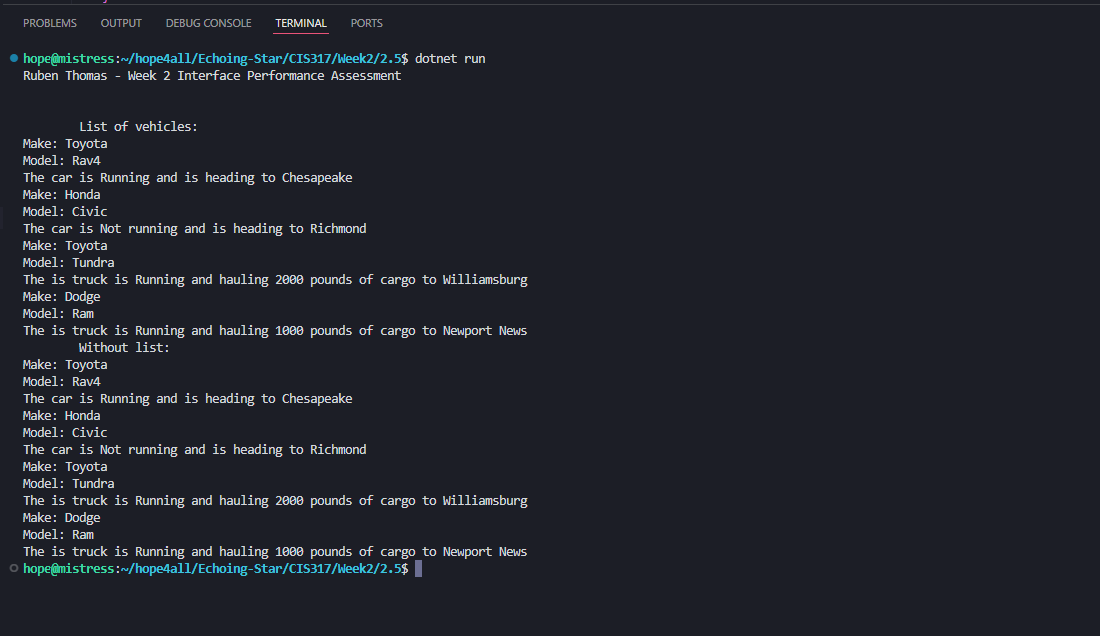 PROBLEMS OUTPUT DEBUG CONSOLE TERMINAL PORTS
hope@mistress:~/hope4all/Echoing-Star/CIS317/Week2/2.5$ dotnet run
Ruben Thomas - Week 2 Interface Performance Assessment
List of vehicles:
Make: Toyota
Model: Rav4
The car is Running and is heading to Chesapeake
Make: Honda
Model: Civic
The car is Not running and is heading to Richmond
Make: Toyota
Model: Tundra
The is truck is Running and hauling 2000 pounds of cargo to Williamsburg
Make: Dodge
Model: Ram
The is truck is Running and hauling 1000 pounds of cargo to Newport News
Without list:
Make: Toyota
Model: Rav4
The car is Running and is heading to Chesapeake
Make: Honda
Model: Civic
The car is Not running and is heading to Richmond
Make: Toyota
Model: Tundra
The is truck is Running and hauling 2000 pounds of cargo to Williamsburg
Make: Dodge
Model: Ram
The is truck is Running and hauling 1000 pounds of cargo to Newport News
hope@mistress:~/hope4all/Echoing-Star/CIS317/Week2/2.5$